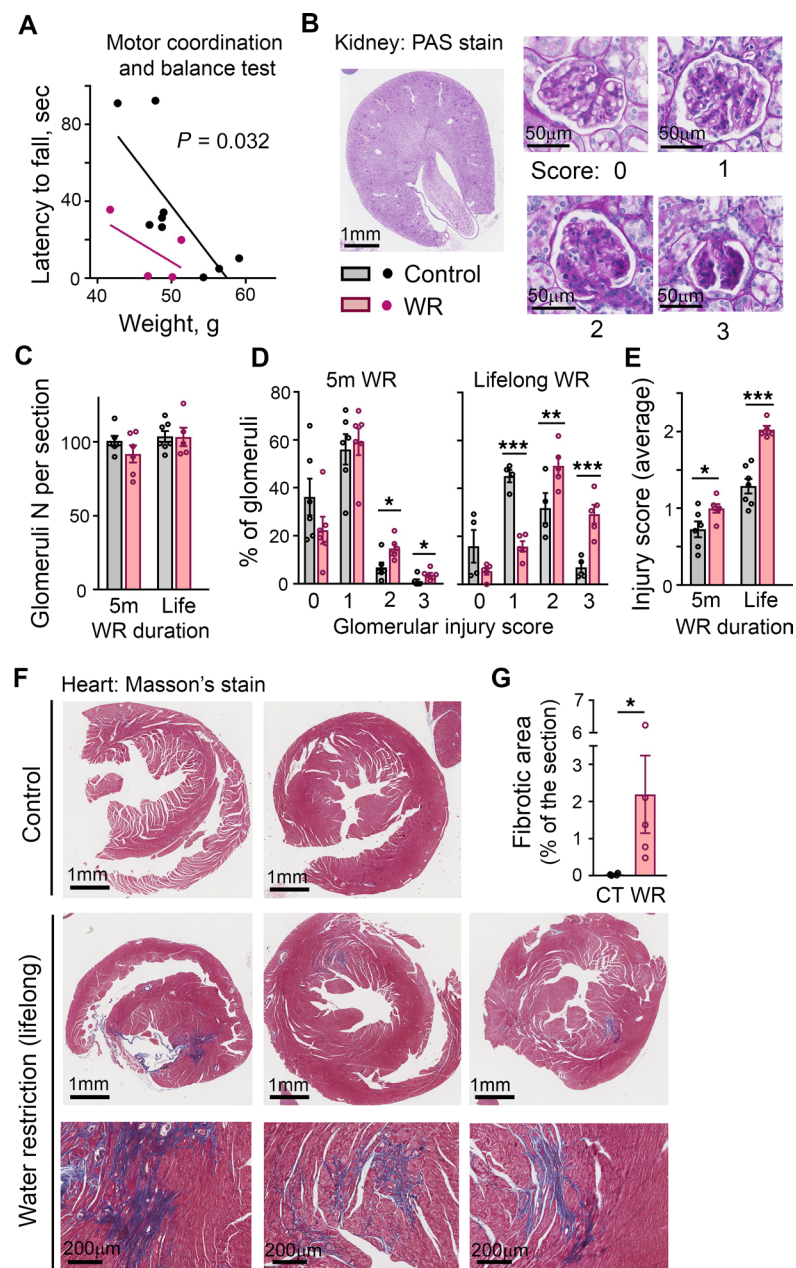 A
Motor coordination
and balance test
Latency to fall, sec
80
40
0
P = 0.032
40
50
60
Weight, g
B
Kidney: PAS stain
1mm
Control
WR
50μm
50μm
Score: 0
1
50μm
50μm
2
3
C
Glomeruli N per section
100
50
0
5m
Life
WR duration
D
5m WR
Lifelong WR
% of glomeruli
80
60
40
20
0
*
*
***
**
***
0
1
2
3
0
1
2
3
Glomerular injury score
E
Injury score (average)
2
1
0
*
***
5m
Life
WR duration
F
Heart: Masson's stain
Control
1mm
1mm
G
Fibrotic area
(% of the section)
7
6
3
2
1
0
*
CT WR
Water restriction (lifelong)
1mm
1mm
1mm
200μm
200μm
200μm